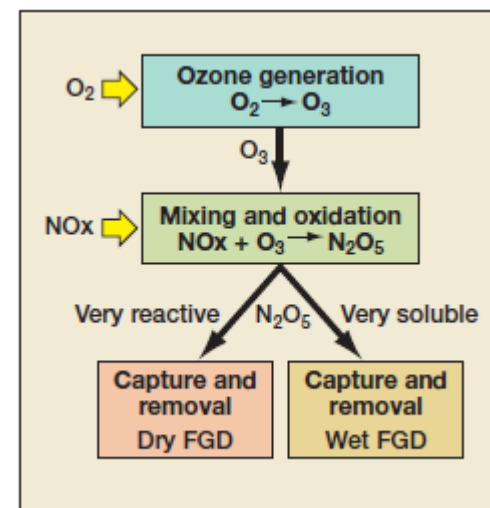 Ozone generation
O₂ → O₂ → O₃
O₃
NOx → Mixing and oxidation
NOx + O₃ → N₂O₅
Very reactive N₂O₅ Very soluble
Capture and removal
Dry FGD
Capture and removal
Wet FGD